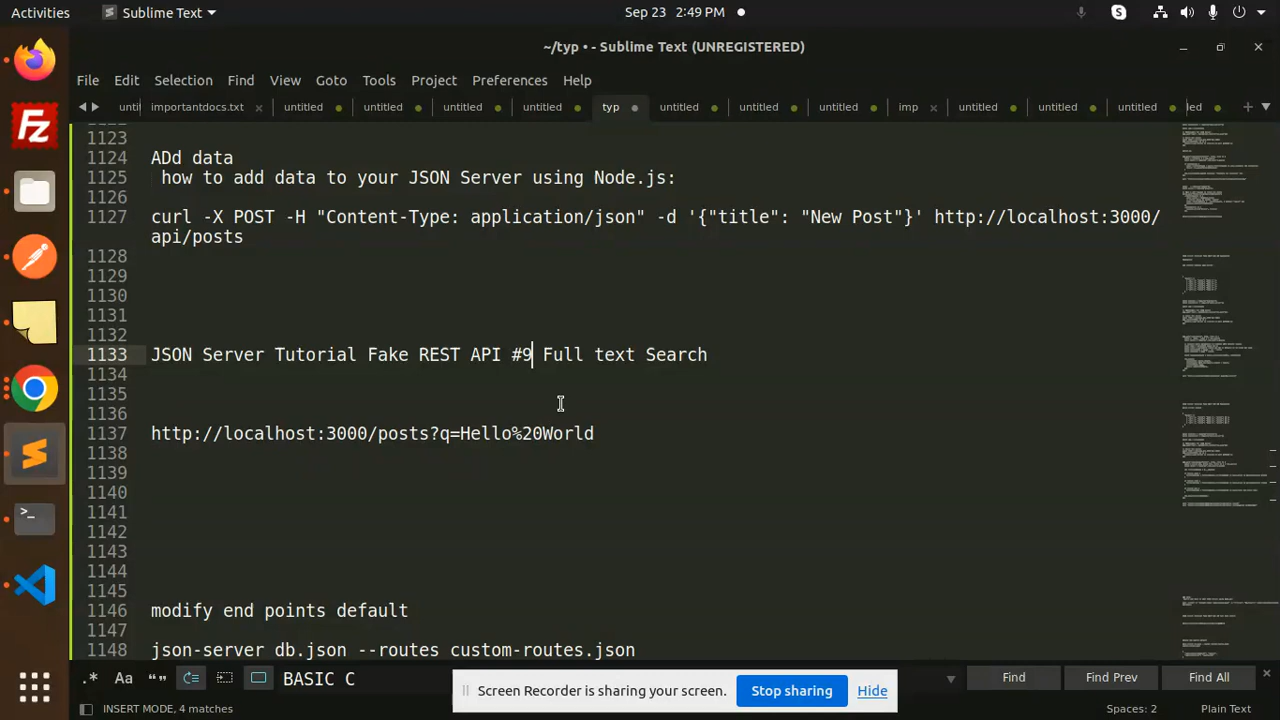 Activities
Sublime Text
Sep 23 2:49 PM
~/typ • - Sublime Text (UNREGISTERED)
File Edit Selection Find View Goto Tools Project Preferences Help
unti importantdocs.txt untitled untitled untitled untitled typ untitled untitled untitled imp untitled untitled untitled led
1123
1124 ADd data
1125 how to add data to your JSON Server using Node.js:
1126
1127 curl -X POST -H "Content-Type: application/json" -d '{"title": "New Post"}' http://localhost:3000/
api/posts
1128
1129
1130
1131
1132
1133 JSON Server Tutorial Fake REST API #9 Full text Search
1134
1135
1136
1137 http://localhost:3000/posts?q=Hello%20World
1138
1139
1140
1141
1142
1143
1144
1145
1146 modify end points default
1147
1148 json-server db.json --routes custom-routes.json
.* Aa “” BASIC C Find Find Prev Find All
Screen Recorder is sharing your screen. Stop sharing Hide
INSERT MODE, 4 matches Spaces: 2 Plain Text